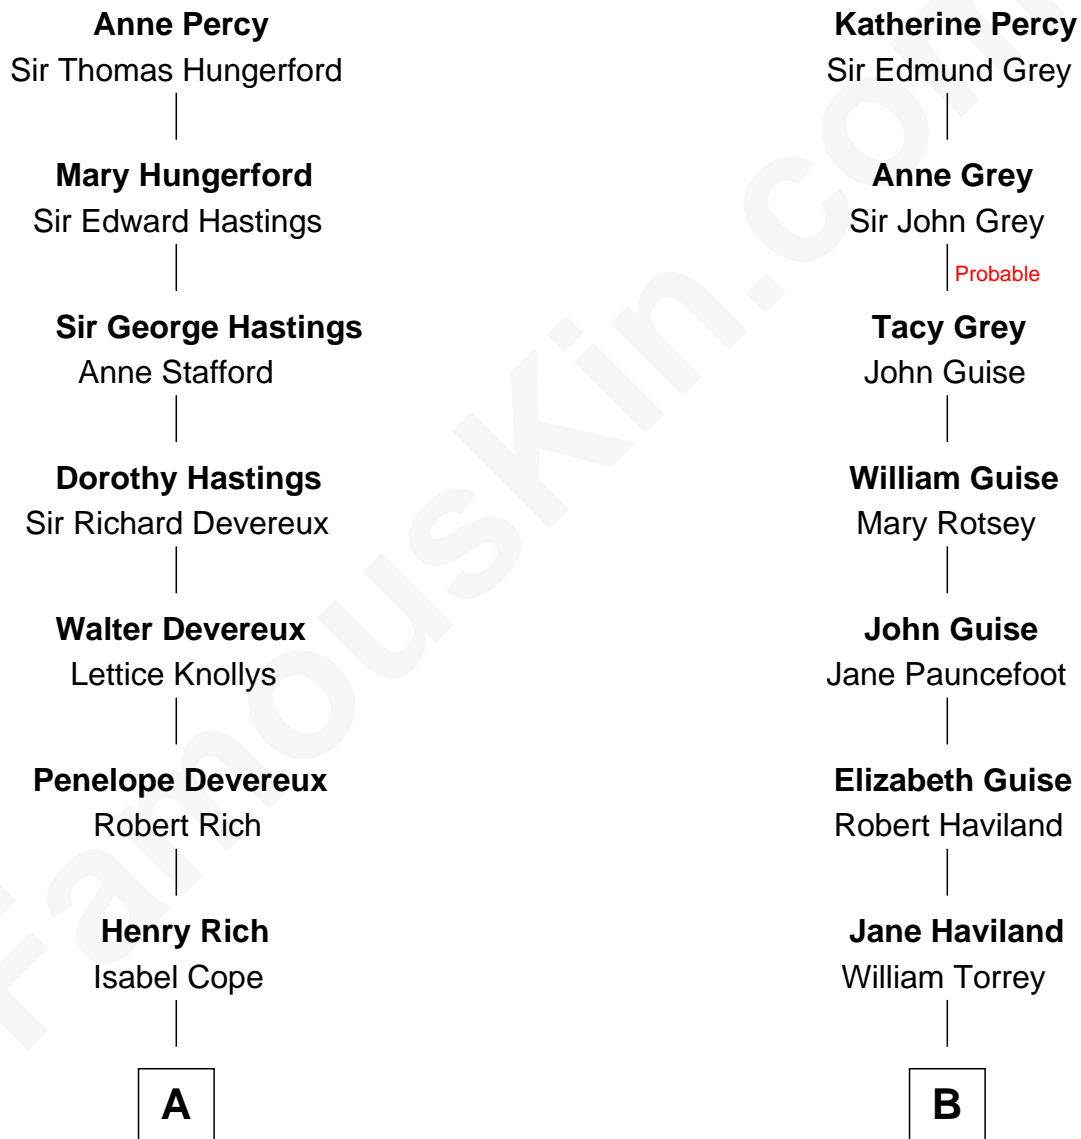 Anne Percy
Sir Thomas Hungerford
Mary Hungerford
Sir Edward Hastings
Sir George Hastings
Anne Stafford
Dorothy Hastings
Sir Richard Devereux
Walter Devereux
Lettice Knollys
Penelope Devereux
Robert Rich
Henry Rich
Isabel Cope
A
Katherine Percy
Sir Edmund Grey
Anne Grey
Sir John Grey
Probable
Tacy Grey
John Guise
William Guise
Mary Rotsey
John Guise
Jane Pauncefoot
Elizabeth Guise
Robert Haviland
Jane Haviland
William Torrey
B
FamousKin.com